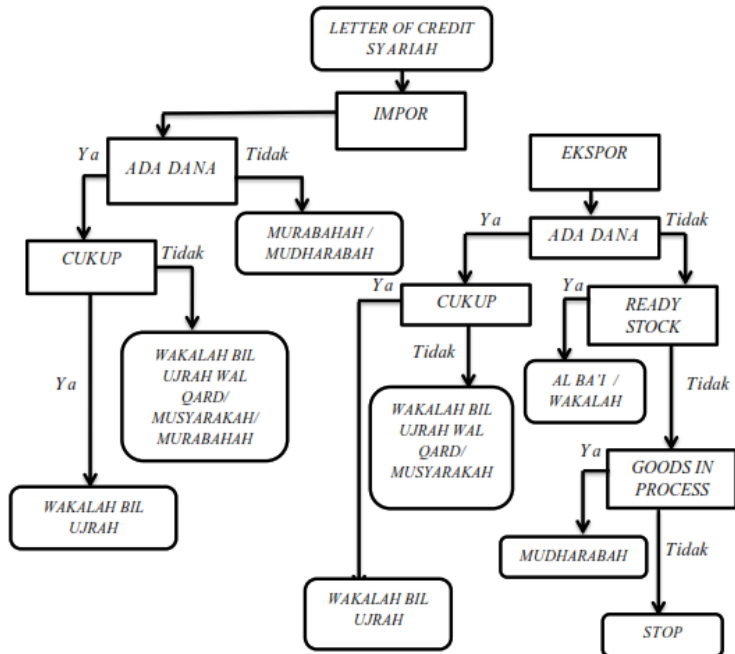 LETTER OF CREDIT
SYARIAH
IMPOR
Ya
Tidak
ADA DANA
MURABAHAH /
MUDHARABAH
CUKUP
Tidak
WAKALAH BIL
UJRAH WAL
QARD/
MUSYARAKAH/
MURABAHAH
Ya
WAKALAH BIL
UJRAH
EKSPOR
Ya
Tidak
ADA DANA
Ya
CUKUP
Tidak
WAKALAH BIL
UJRAH WAL
QARD/
MUSYARAKAH
WAKALAH BIL
UJRAH
Ya
READY
STOCK
AL BA'I /
WAKALAH
Tidak
Ya
GOODS IN
PROCESS
MUDHARABAH
Tidak
STOP